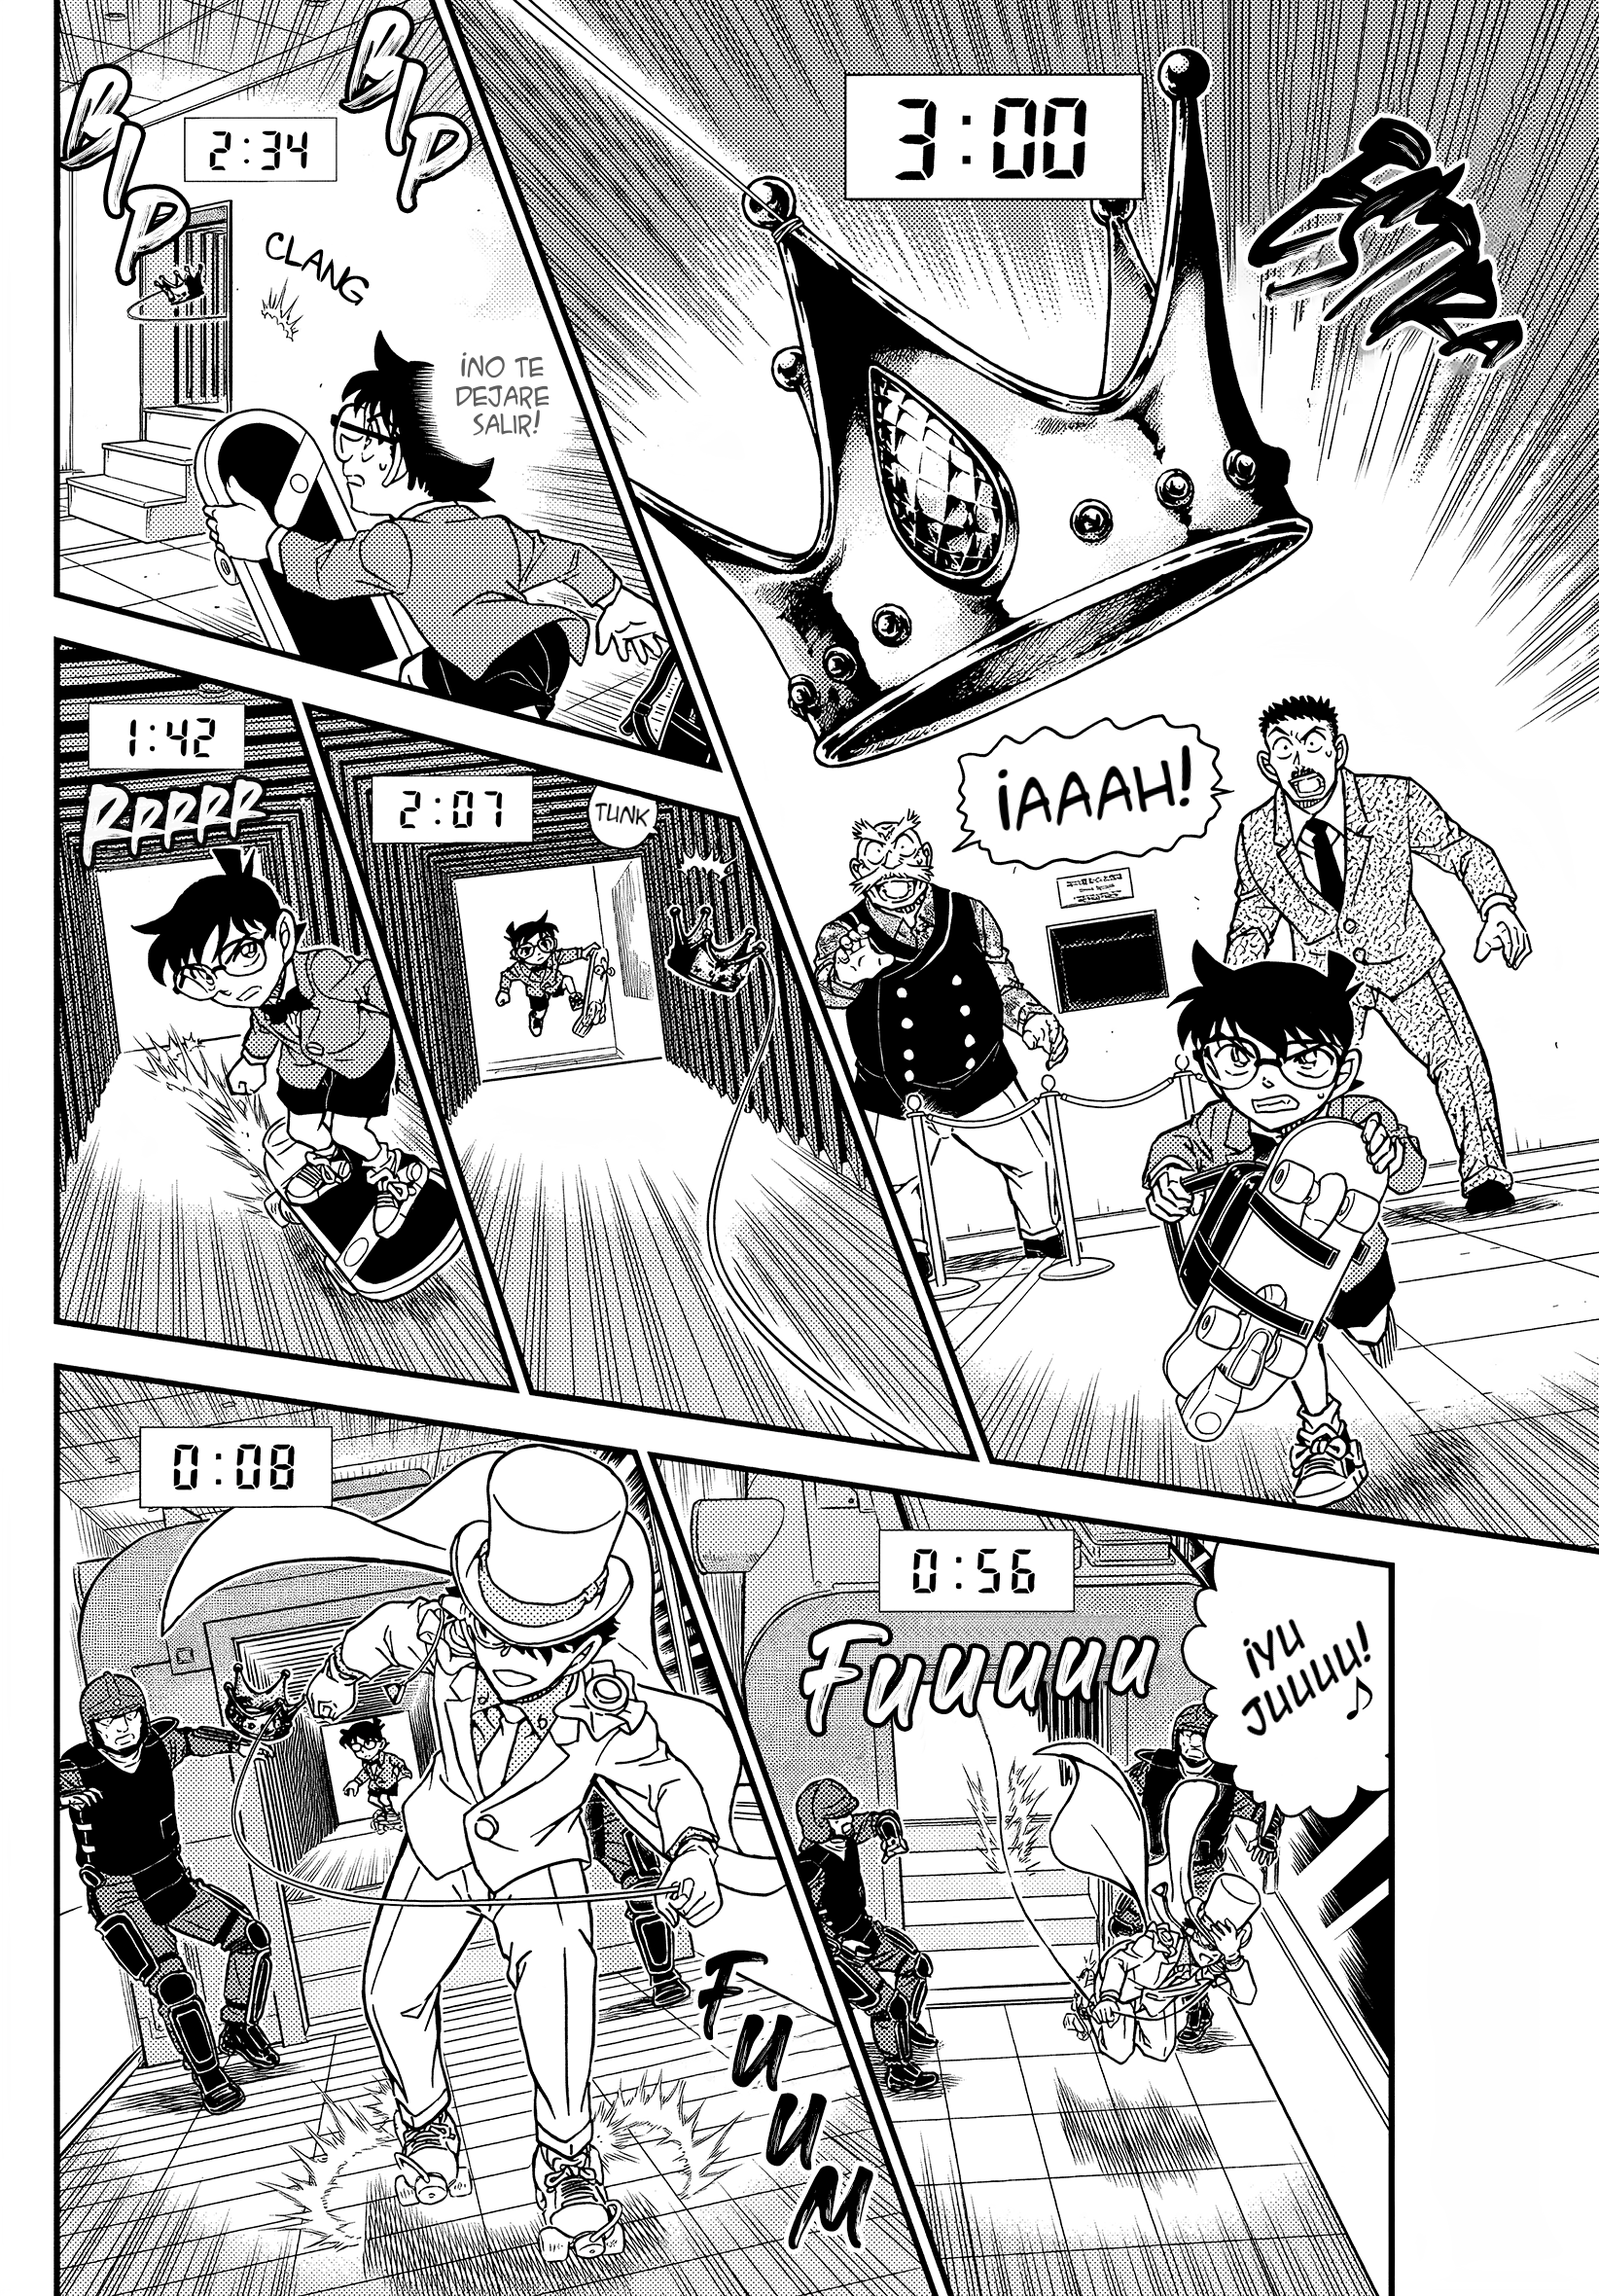 3:00
¡AAAH!
2:34
BIP
BIP
CLANG
¡NO TE
DEJARE
SALIR!
2:07
TUNK
1:42
RRRRR
0:56
FUUUUU
¡YU
JUUUU!♪
0:08
FUUUM